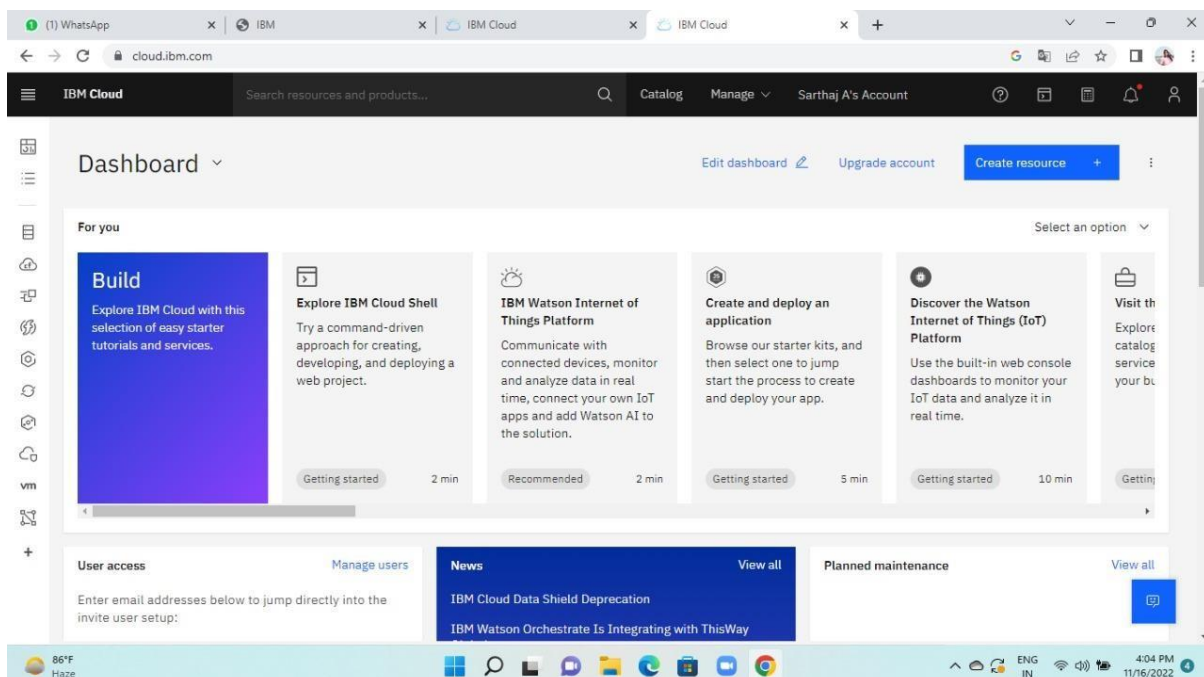 (1) WhatsApp
IBM
IBM Cloud
IBM Cloud
cloud.ibm.com
IBM Cloud
Search resources and products...
Catalog
Manage
Sarthaj A's Account
Dashboard
Edit dashboard
Upgrade account
Create resource +
For you
Select an option
Build
Explore IBM Cloud with this
selection of easy starter
tutorials and services.
Explore IBM Cloud Shell
Try a command-driven
approach for creating,
developing, and deploying a
web project.
Getting started
2 min
IBM Watson Internet of
Things Platform
Communicate with
connected devices, monitor
and analyze data in real
time, connect your own IoT
apps and add Watson AI to
the solution.
Recommended
2 min
Create and deploy an
application
Browse our starter kits, and
then select one to jump
start the process to create
and deploy your app.
Getting started
5 min
Discover the Watson
Internet of Things (IoT)
Platform
Use the built-in web console
dashboards to monitor your
IoT data and analyze it in
real time.
Getting started
10 min
Visit th
Explore
catalog
service
your bu
Getting
vm
User access
Manage users
Enter email addresses below to jump directly into the
invite user setup:
News
View all
IBM Cloud Data Shield Deprecation
IBM Watson Orchestrate Is Integrating with ThisWay
Planned maintenance
View all
86°F
Haze
ENG
IN
4:04 PM
11/16/2022
4